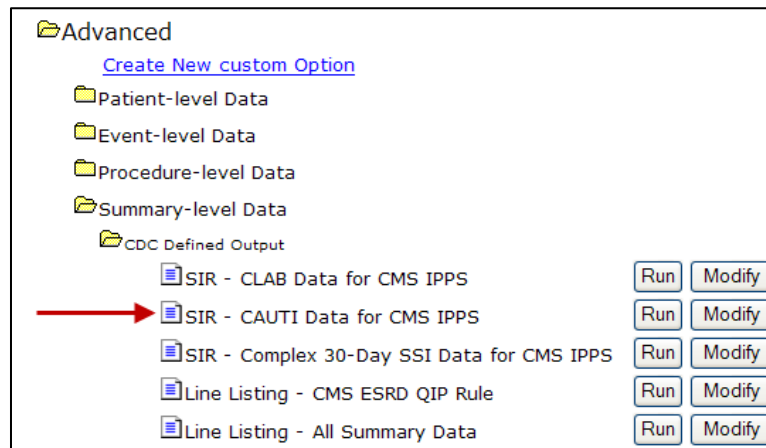 Advanced
Create New custom Option
Patient-level Data
Event-level Data
Procedure-level Data
Summary-level Data
CDC Defined Output
SIR - CLAB Data for CMS IPPS Run Modify
SIR - CAUTI Data for CMS IPPS Run Modify
SIR - Complex 30-Day SSI Data for CMS IPPS Run Modify
Line Listing - CMS ESRD QIP Rule Run Modify
Line Listing - All Summary Data Run Modify